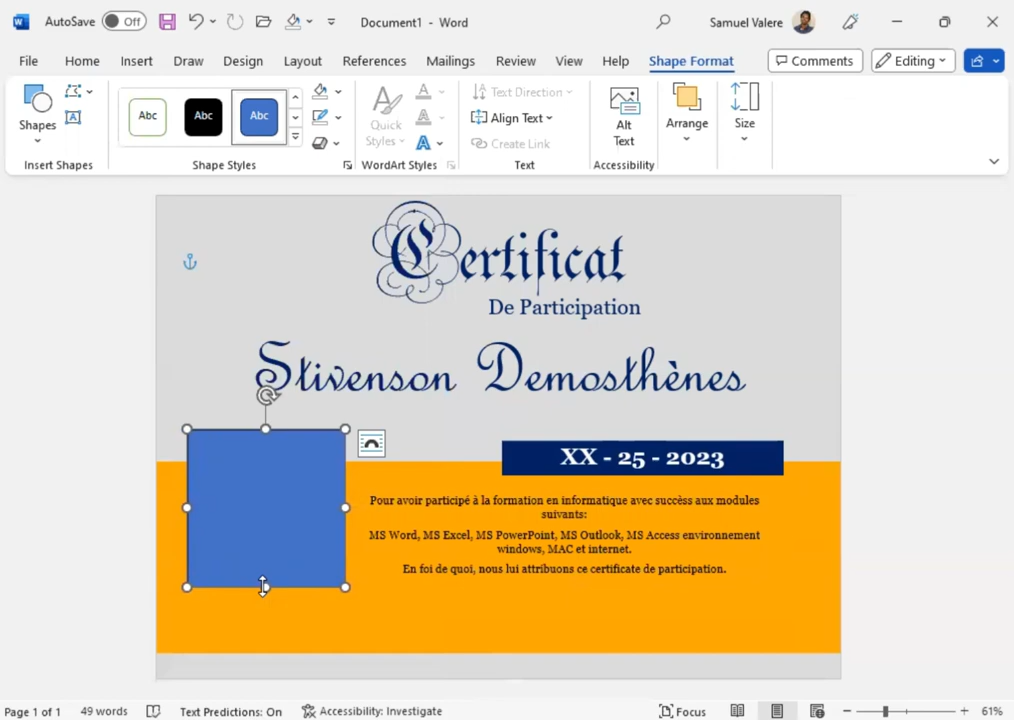 AutoSave Off Document1 - Word Samuel Valere
File Home Insert Draw Design Layout References Mailings Review View Help Shape Format Comments Editing
Shapes Abc Abc Abc Quick Styles Text Direction Align Text Create Link Alt Text Arrange Size
Insert Shapes Shape Styles WordArt Styles Text Accessibility
Certificat
De Participation
Stivenson Demosthènes
XX - 25 - 2023
Pour avoir participé à la formation en informatique avec succèss aux modules
suivants:
MS Word, MS Excel, MS PowerPoint, MS Outlook, MS Access environnement
windows, MAC et internet.
En foi de quoi, nous lui attribuons ce certificate de participation.
Page 1 of 1 49 words Text Predictions: On Accessibility: Investigate Focus 61%